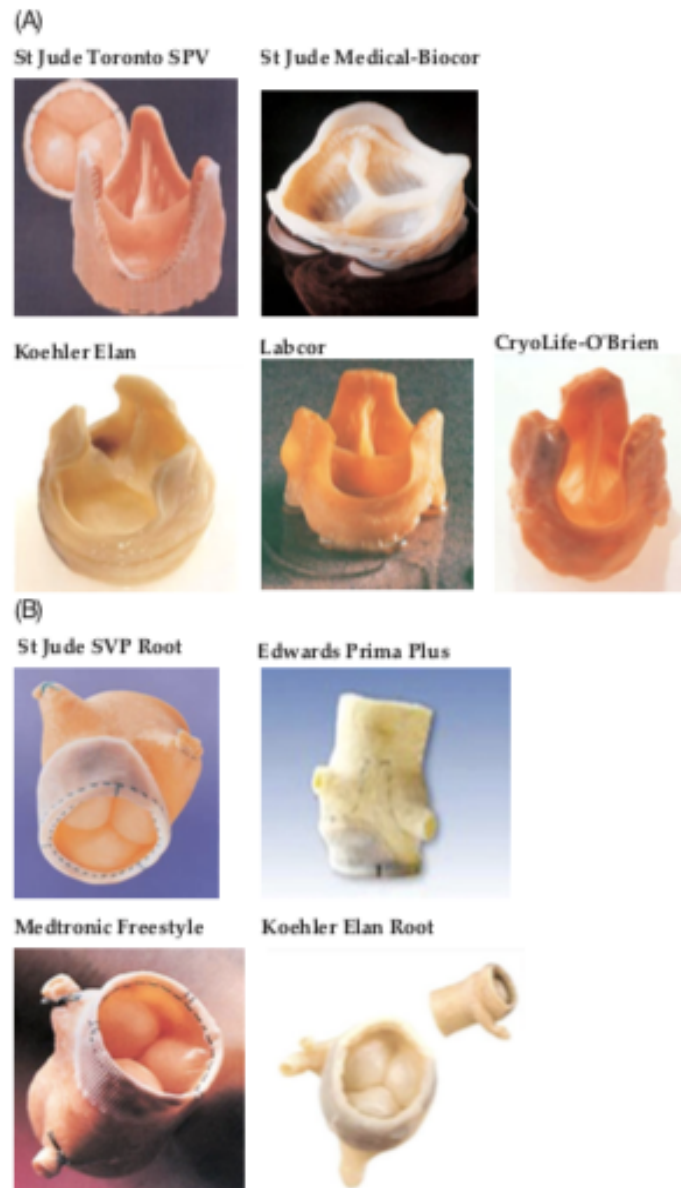 (A)
St Jude Toronto SPV
St Jude Medical-Biocor
Koehler Elan
Labcor
CryoLife-O'Brien
(B)
St Jude SVP Root
Edwards Prima Plus
Medtronic Freestyle
Koehler Elan Root